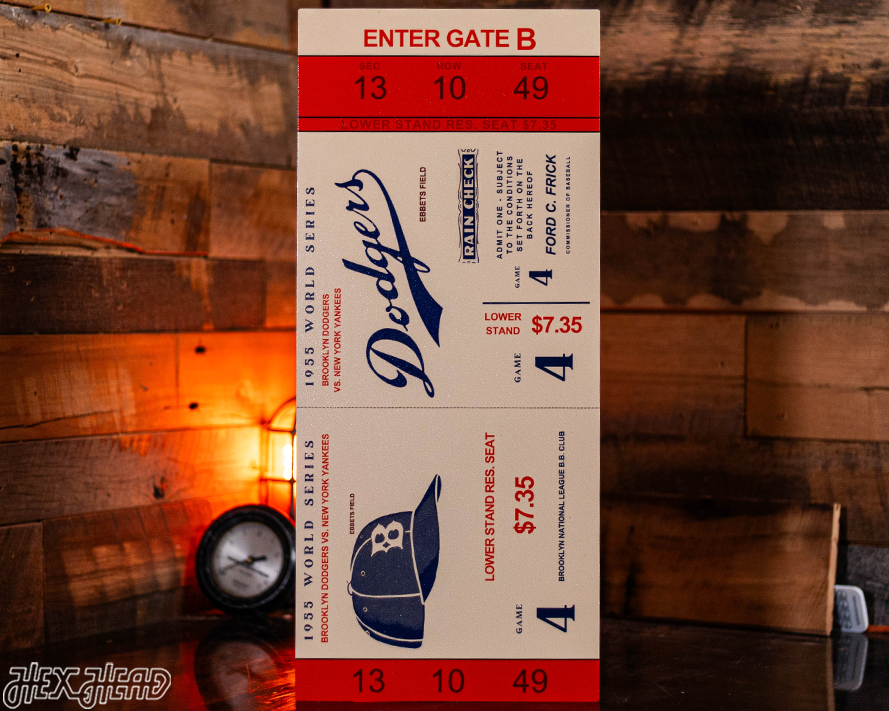 ENTER GATE B
SEC ROW SEAT
13 10 49
LOWER STAND RES. SEAT $7.35
1955 WORLD SERIES
BROOKLYN DODGERS
VS. NEW YORK YANKEES
Dodgers
EBBETS FIELD
RAIN CHECK
ADMIT ONE - SUBJECT
TO THE CONDITIONS
SET FORTH ON THE
BACK HEREOF
FORD C. FRICK
COMMISSIONER OF BASEBALL
GAME 4
LOWER
STAND $7.35
GAME 4
1955 WORLD SERIES
BROOKLYN DODGERS VS. NEW YORK YANKEES
EBBETS FIELD
B
LOWER STAND RES. SEAT
$7.35
BROOKLYN NATIONAL LEAGUE B.B. CLUB
GAME 4
13 10 49
HEX HEAD